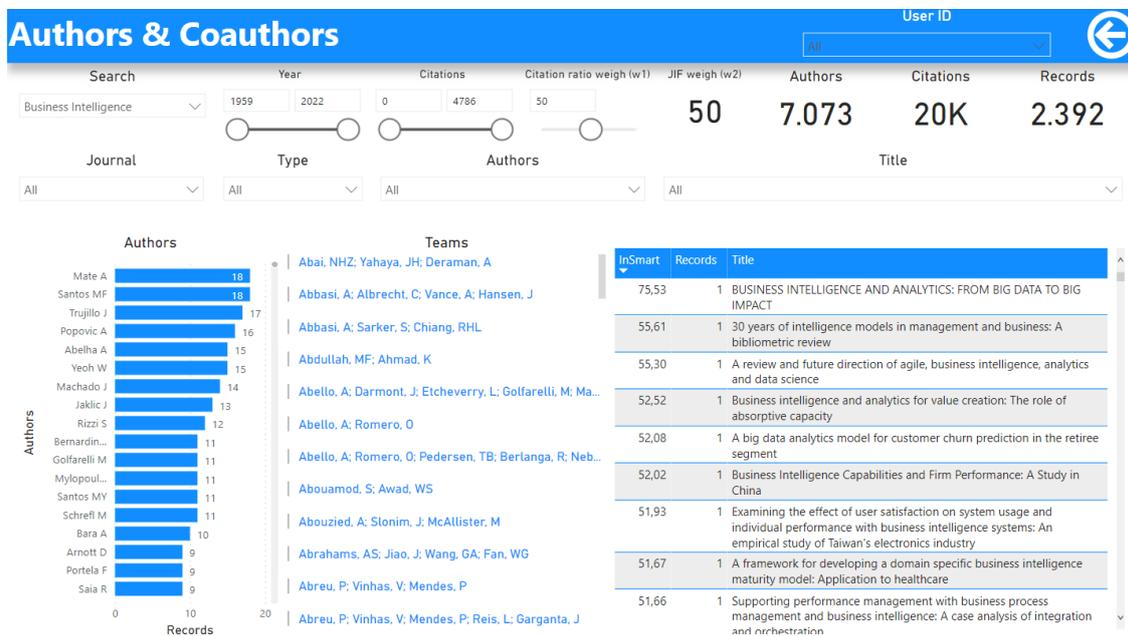 User ID
Authors & Coauthors
All
Search
Year
Citations
Citation ratio weigh (w1)
JIF weigh (w2)
Authors
Citations
Records
Business Intelligence
1959
2022
0
4786
50
50
7.073
20K
2.392
Journal
Type
Authors
Title
All
All
All
All
Authors
Mate A 18
Santos MF 18
Trujillo J 17
Popovic A 16
Abelha A 15
Yeoh W 15
Machado J 14
Jaklic J 13
Rizzi S 12
Bernardin... 11
Golfarelli M 11
Mylopoul... 11
Santos MY 11
Schrefl M 11
Bara A 10
Arnott D 9
Portela F 9
Saia R 9
0 10 20
Records
Authors
Teams
Abai, NHZ; Yahaya, JH; Deraman, A
Abbasi, A; Albrecht, C; Vance, A; Hansen, J
Abbasi, A; Sarker, S; Chiang, RHL
Abdullah, MF; Ahmad, K
Abello, A; Darmont, J; Etcheverry, L; Golfarelli, M; Ma...
Abello, A; Romero, O
Abello, A; Romero, O; Pedersen, TB; Berlanga, R; Neb...
Abouamod, S; Awad, WS
Abouzied, A; Slonim, J; McAllister, M
Abrahams, AS; Jiao, J; Wang, GA; Fan, WG
Abreu, P; Vinhas, V; Mendes, P
Abreu, P; Vinhas, V; Mendes, P; Reis, L; Garganta, J
InSmart Records Title
75,53 1 BUSINESS INTELLIGENCE AND ANALYTICS: FROM BIG DATA TO BIG
IMPACT
55,61 1 30 years of intelligence models in management and business: A
bibliometric review
55,30 1 A review and future direction of agile, business intelligence, analytics
and data science
52,52 1 Business intelligence and analytics for value creation: The role of
absorptive capacity
52,08 1 A big data analytics model for customer churn prediction in the retiree
segment
52,02 1 Business Intelligence Capabilities and Firm Performance: A Study in
China
51,93 1 Examining the effect of user satisfaction on system usage and
individual performance with business intelligence systems: An
empirical study of Taiwan's electronics industry
51,67 1 A framework for developing a domain specific business intelligence
maturity model: Application to healthcare
51,66 1 Supporting performance management with business process
management and business intelligence: A case analysis of integration
and orchestration